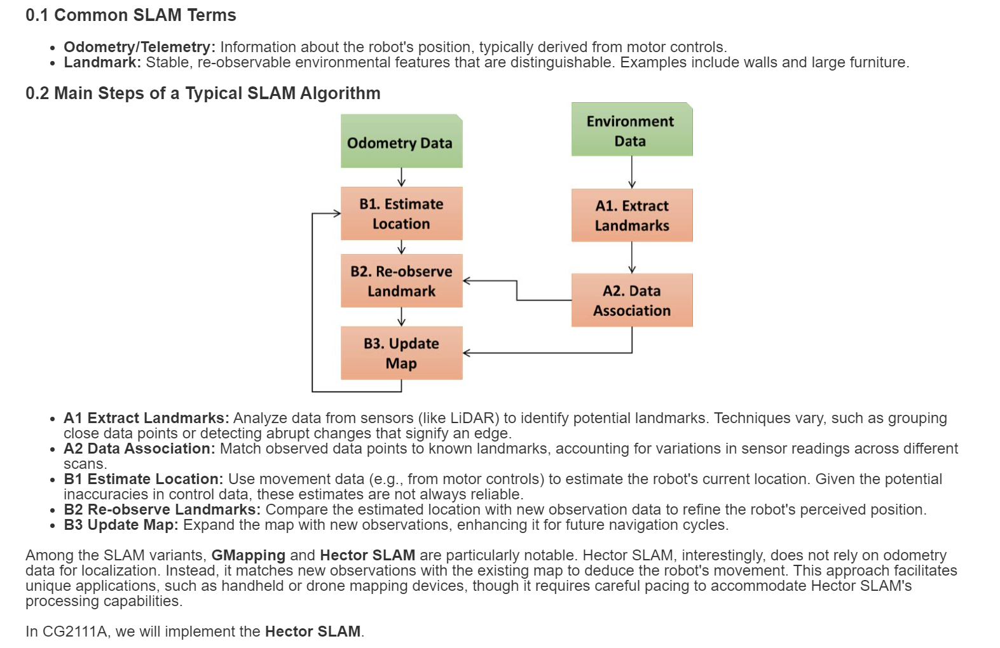 0.1 Common SLAM Terms
• Odometry/Telemetry: Information about the robot's position, typically derived from motor controls.
• Landmark: Stable, re-observable environmental features that are distinguishable. Examples include walls and large furniture.
0.2 Main Steps of a Typical SLAM Algorithm
Odometry Data
B1. Estimate
Location
B2. Re-observe
Landmark
B3. Update
Map
Environment
Data
A1. Extract
Landmarks
A2. Data
Association
• A1 Extract Landmarks: Analyze data from sensors (like LiDAR) to identify potential landmarks. Techniques vary, such as grouping
close data points or detecting abrupt changes that signify an edge.
• A2 Data Association: Match observed data points to known landmarks, accounting for variations in sensor readings across different
scans.
• B1 Estimate Location: Use movement data (e.g., from motor controls) to estimate the robot's current location. Given the potential
inaccuracies in control data, these estimates are not always reliable.
• B2 Re-observe Landmarks: Compare the estimated location with new observation data to refine the robot's perceived position.
• B3 Update Map: Expand the map with new observations, enhancing it for future navigation cycles.
Among the SLAM variants, GMapping and Hector SLAM are particularly notable. Hector SLAM, interestingly, does not rely on odometry
data for localization. Instead, it matches new observations with the existing map to deduce the robot's movement. This approach facilitates
unique applications, such as handheld or drone mapping devices, though it requires careful pacing to accommodate Hector SLAM's
processing capabilities.
In CG2111A, we will implement the Hector SLAM.